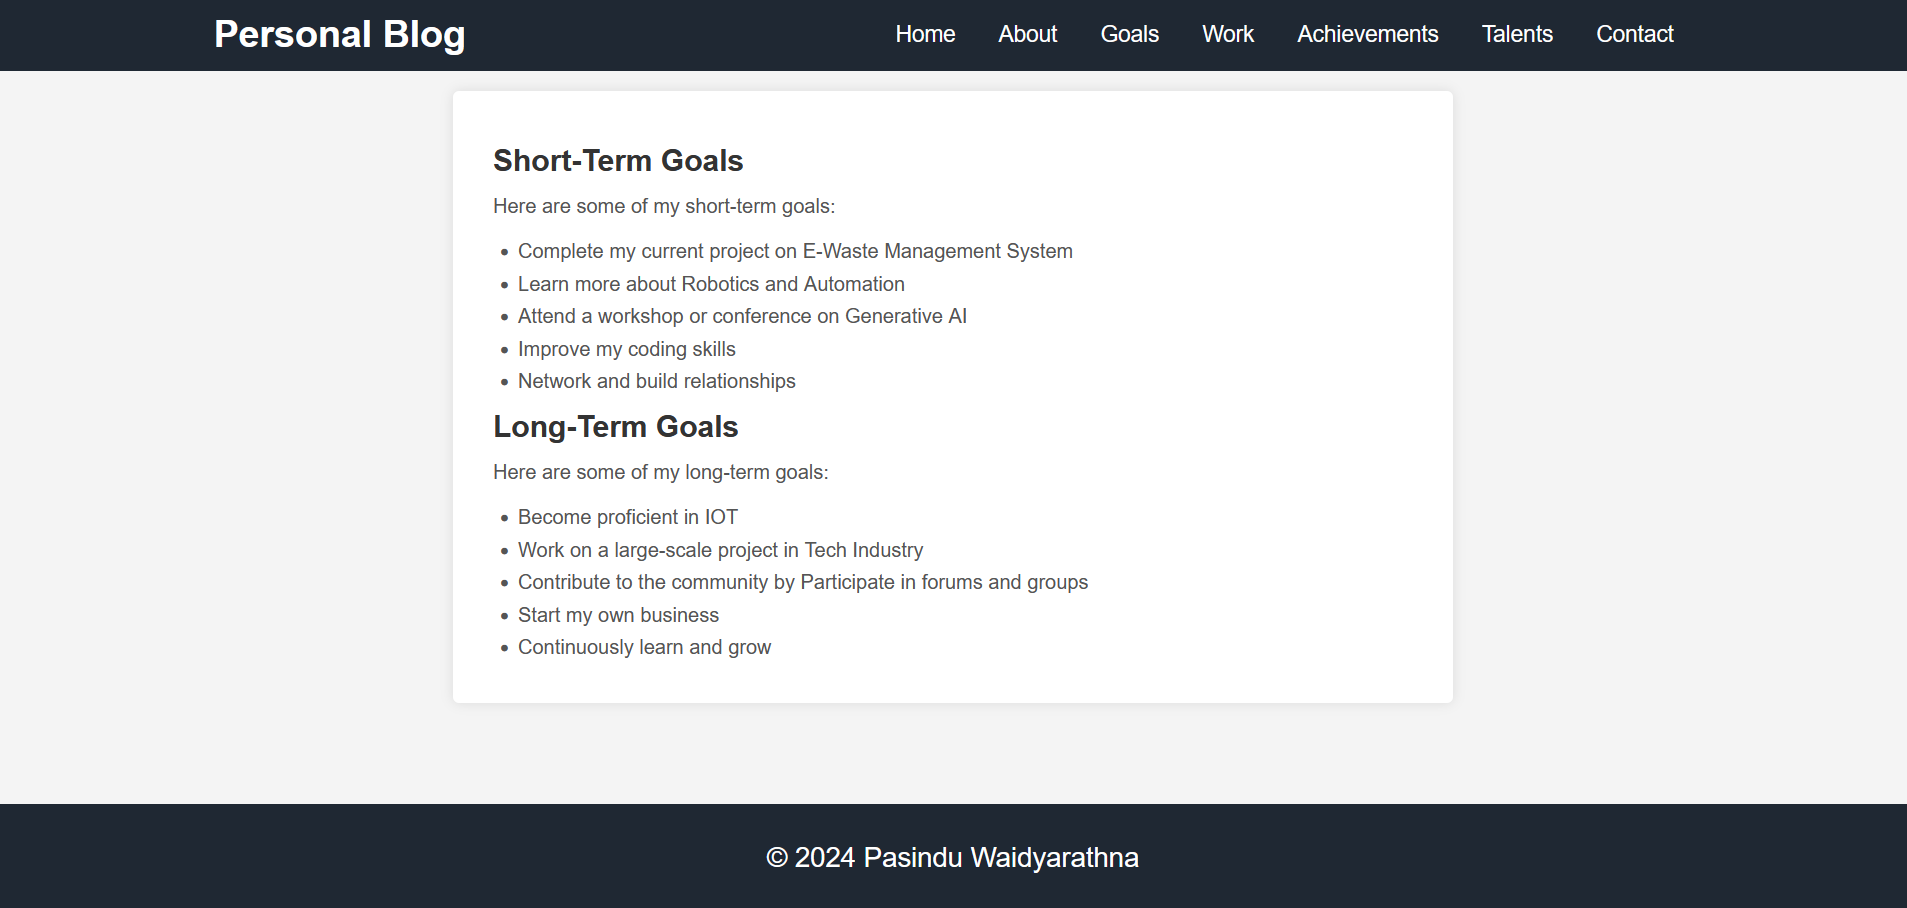 Personal Blog
Home About Goals Work Achievements Talents Contact
Short-Term Goals
Here are some of my short-term goals:
• Complete my current project on E-Waste Management System
• Learn more about Robotics and Automation
• Attend a workshop or conference on Generative AI
• Improve my coding skills
• Network and build relationships
Long-Term Goals
Here are some of my long-term goals:
• Become proficient in IOT
• Work on a large-scale project in Tech Industry
• Contribute to the community by Participate in forums and groups
• Start my own business
• Continuously learn and grow
© 2024 Pasindu Waidyarathna